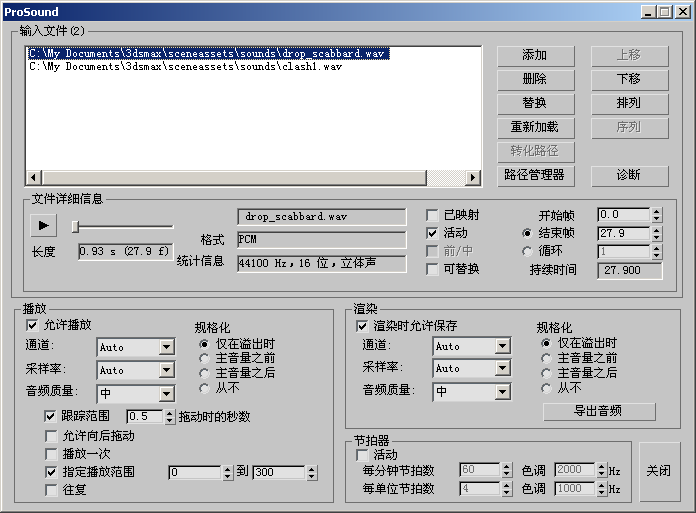 ProSound
输入文件(2)
C:\My Documents\3dsmax\sceneassets\sounds\drop_scabbard.wav
C:\My Documents\3dsmax\sceneassets\sounds\clash1.wav
添加 上移
删除 下移
替换 排列
重新加载 序列
转化路径
路径管理器 诊断
文件详细信息
drop_scabbard.wav 已映射 开始帧 0.0
长度 0.93 s (27.9 f) 格式 PCM 活动 结束帧 27.9
前/中 循环 1
统计信息 44100 Hz,16 位,立体声 可替换 持续时间 27.900
播放
允许播放 规格化
通道: Auto 仅在溢出时
主音量之前
采样率: Auto 主音量之后
音频质量: 中 从不
跟踪范围 0.5 拖动时的秒数
允许向后拖动
播放一次
指定播放范围 0 到 300
往复
渲染
渲染时允许保存 规格化
通道: Auto 仅在溢出时
主音量之前
采样率: Auto 主音量之后
音频质量: 中 从不
导出音频
节拍器
活动
每分钟节拍数 60 色调 2000 Hz
每单位节拍数 4 色调 1000 Hz
关闭